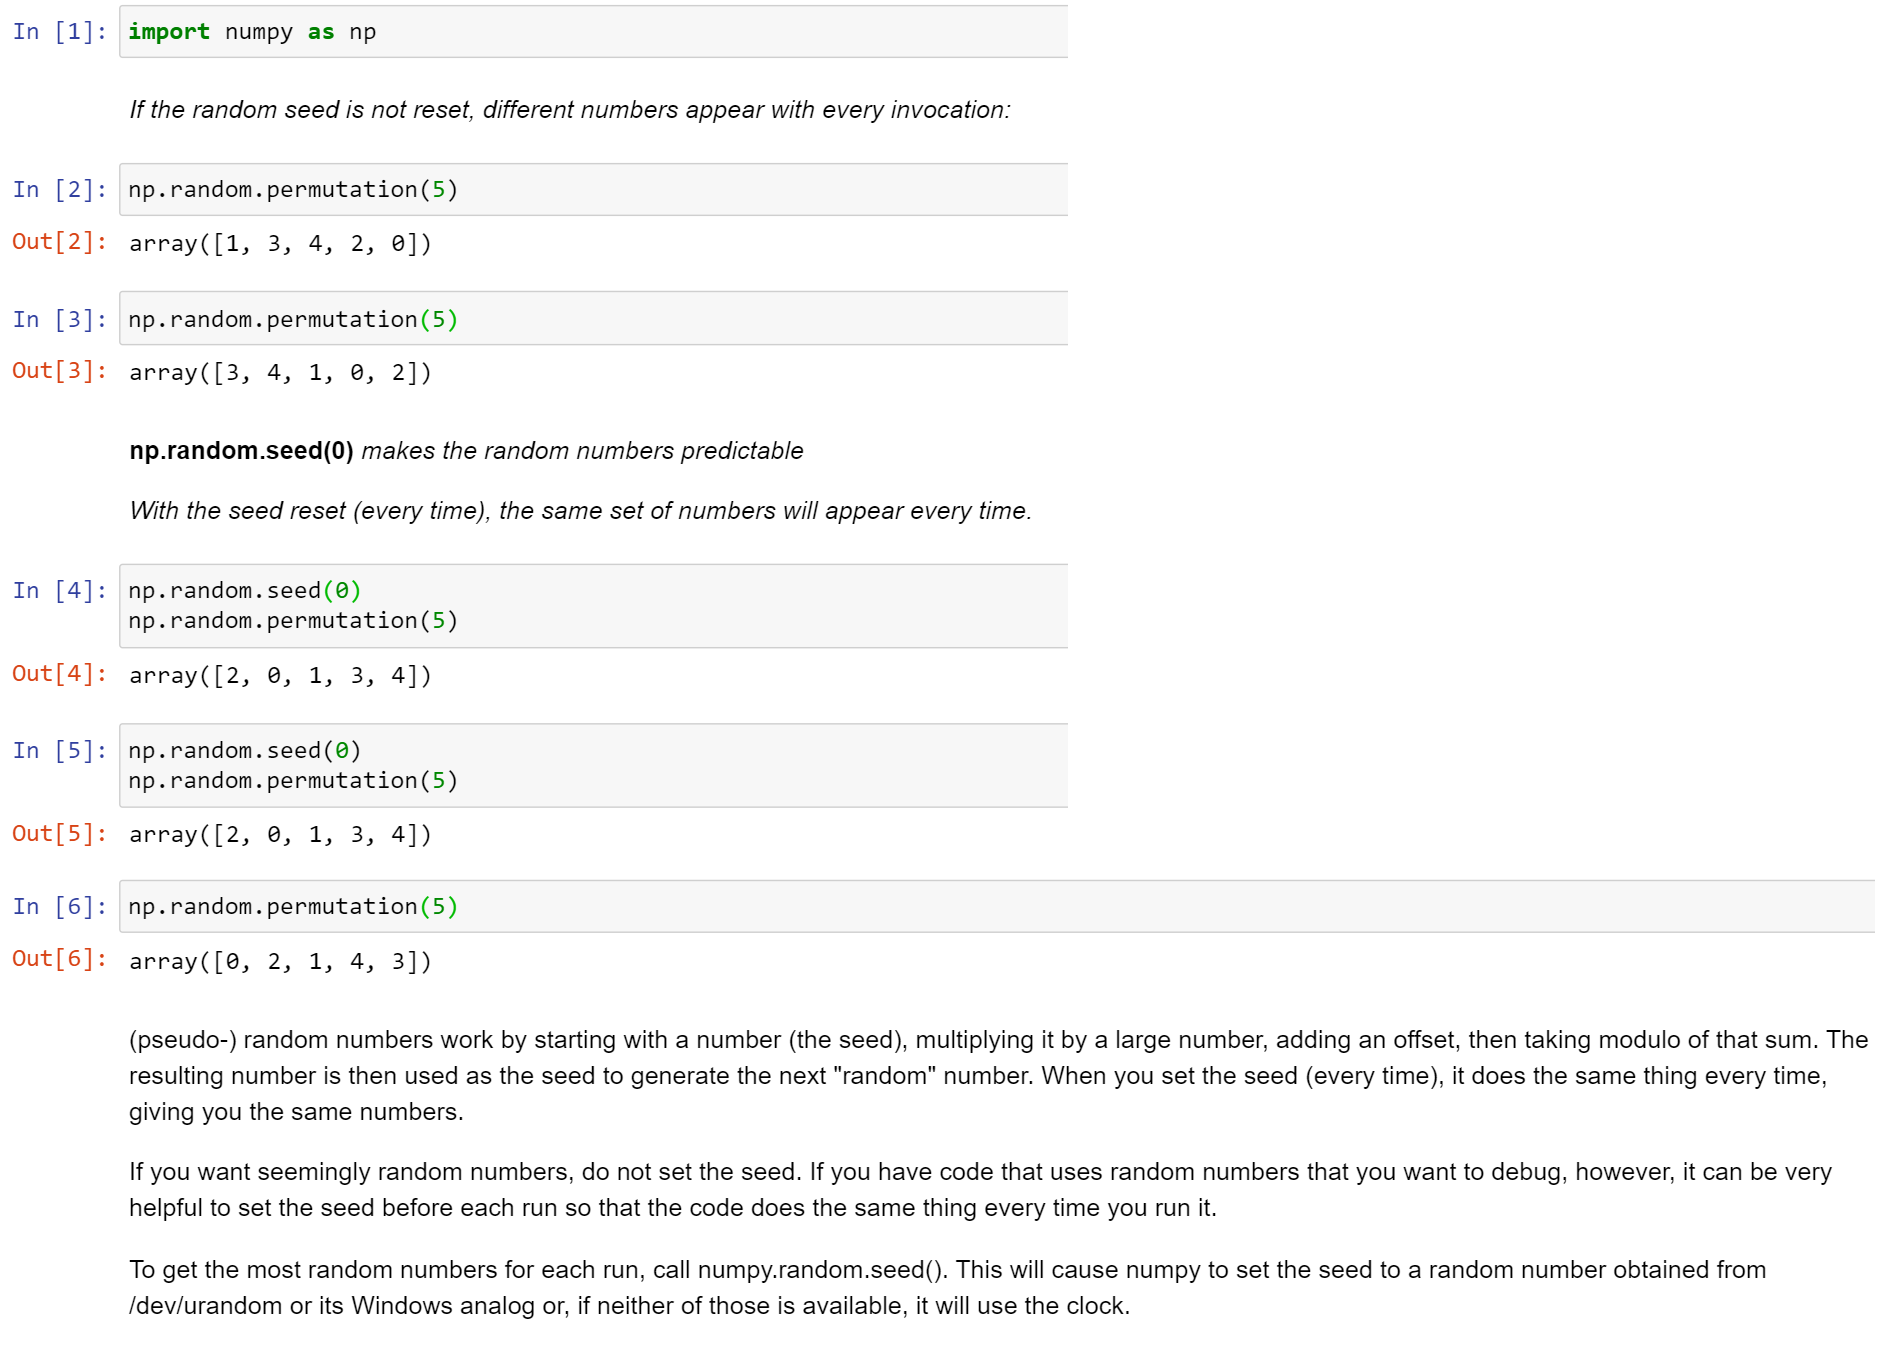 In [1]: import numpy as np
If the random seed is not reset, different numbers appear with every invocation:
In [2]: np.random.permutation(5)
Out[2]: array([1, 3, 4, 2, 0])
In [3]: np.random.permutation(5)
Out[3]: array([3, 4, 1, 0, 2])
np.random.seed(0) makes the random numbers predictable
With the seed reset (every time), the same set of numbers will appear every time.
In [4]: np.random.seed(0)
np.random.permutation(5)
Out[4]: array([2, 0, 1, 3, 4])
In [5]: np.random.seed(0)
np.random.permutation(5)
Out[5]: array([2, 0, 1, 3, 4])
In [6]: np.random.permutation(5)
Out[6]: array([0, 2, 1, 4, 3])
(pseudo-) random numbers work by starting with a number (the seed), multiplying it by a large number, adding an offset, then taking modulo of that sum. The
resulting number is then used as the seed to generate the next "random" number. When you set the seed (every time), it does the same thing every time,
giving you the same numbers.
If you want seemingly random numbers, do not set the seed. If you have code that uses random numbers that you want to debug, however, it can be very
helpful to set the seed before each run so that the code does the same thing every time you run it.
To get the most random numbers for each run, call numpy.random.seed(). This will cause numpy to set the seed to a random number obtained from
/dev/urandom or its Windows analog or, if neither of those is available, it will use the clock.